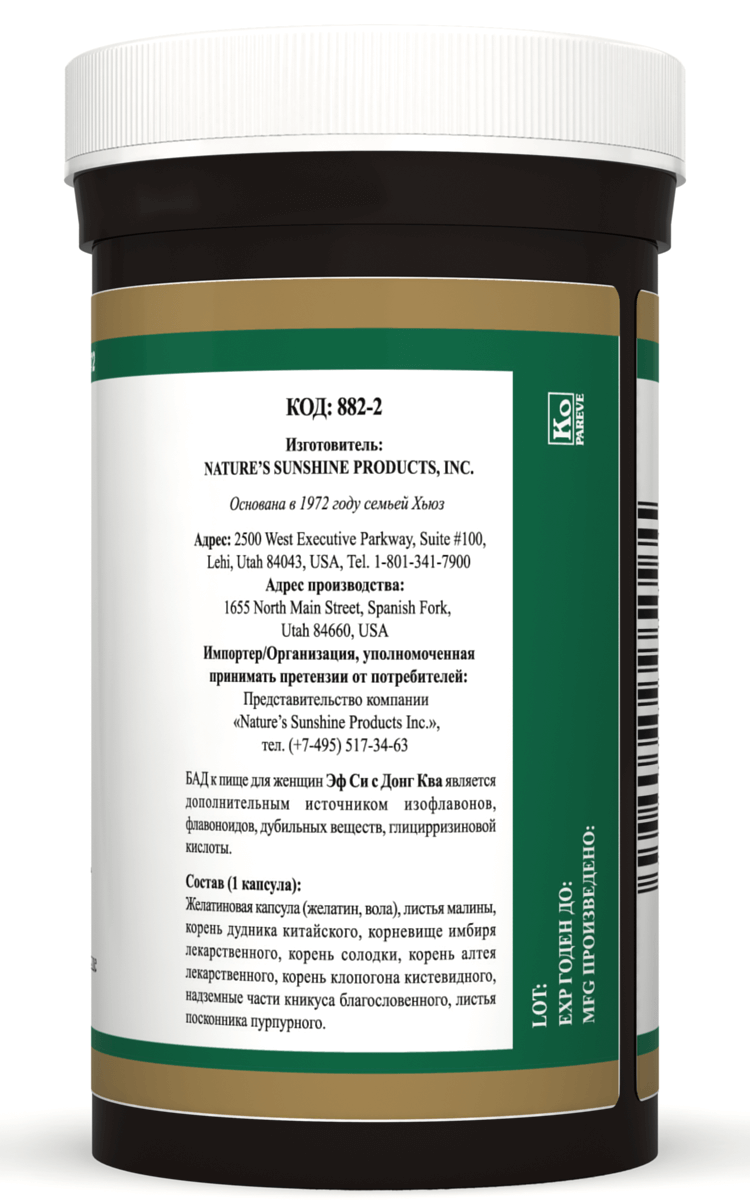 КОД: 882-2
Изготовитель:
NATURE'S SUNSHINE PRODUCTS, INC.
Основана в 1972 году семьей Хьюз
Адрес: 2500 West Executive Parkway, Suite #100,
Lehi, Utah 84043, USA, Tel. 1-801-341-7900
Адрес производства:
1655 North Main Street, Spanish Fork,
Utah 84660, USA
Импортер/Организация, уполномоченная
принимать претензии от потребителей:
Представительство компании
«Nature's Sunshine Products Inc.»,
тел. (+7-495) 517-34-63
БАД к пище для женщин Эф Си с Донг Ква является
дополнительным источником изофлавонов,
флавоноидов, дубильных веществ, глицирризиновой
кислоты.
Состав (1 капсула):
Желатиновая капсула (желатин, вола), листья малины,
корень дудника китайского, корневище имбиря
лекарственного, корень солодки, корень алтея
лекарственного, корень клопогона кистевидного,
надземные части кникуса благословенного, листья
посконника пурпурного.
Ko
PAREVE
LOT:
EXP ГОДЕН ДО:
MFG ПРОИЗВЕДЕНО: